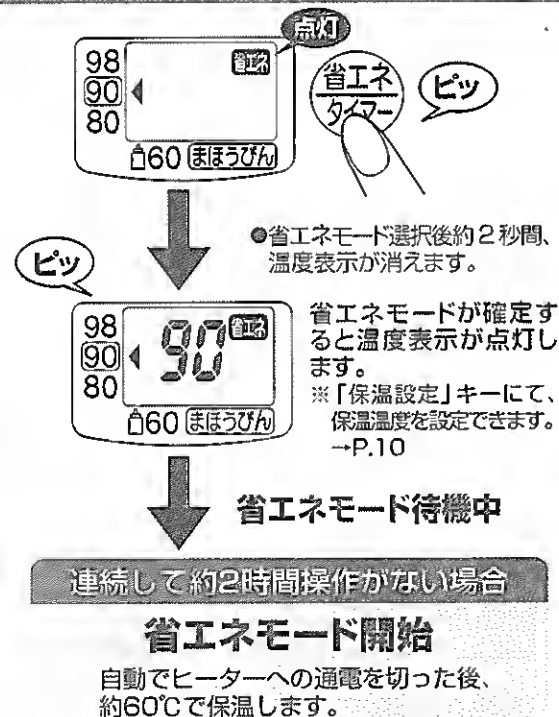 点灯
98
90
80
省エネ
60 まほうびん
省エネ
タイマー
ピッ
●省エネモード選択後約2秒間、
温度表示が消えます。
ピッ
98
90
80
90
省エネ
60 まほうびん
省エネモードが確定す
ると温度表示が点灯し
ます。
※「保温設定」キーにて、
保温温度を設定できます。
→P.10
省エネモード待機中
連続して約2時間操作がない場合
省エネモード開始
自動でヒーターへの通電を切った後、
約60℃で保温します。